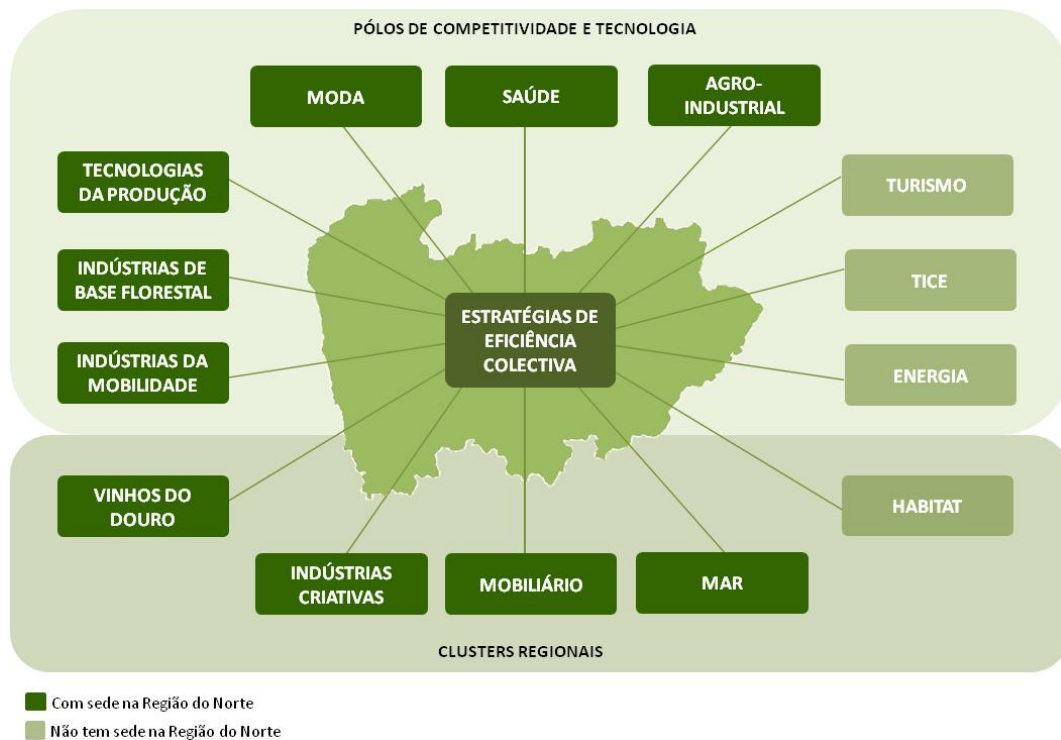 PÓLOS DE COMPETITIVIDADE E TECNOLOGIA
MODA
SAÚDE
AGRO-
INDUSTRIAL
TECNOLOGIAS
DA PRODUÇÃO
TURISMO
INDÚSTRIAS DE
BASE FLORESTAL
TICE
ESTRATÉGIAS DE
EFICIÊNCIA
COLECTIVA
INDÚSTRIAS DA
MOBILIDADE
ENERGIA
VINHOS DO
DOURO
HABITAT
INDÚSTRIAS
CRIATIVAS
MOBILIÁRIO
MAR
CLUSTERS REGIONAIS
Com sede na Região do Norte
Não tem sede na Região do Norte